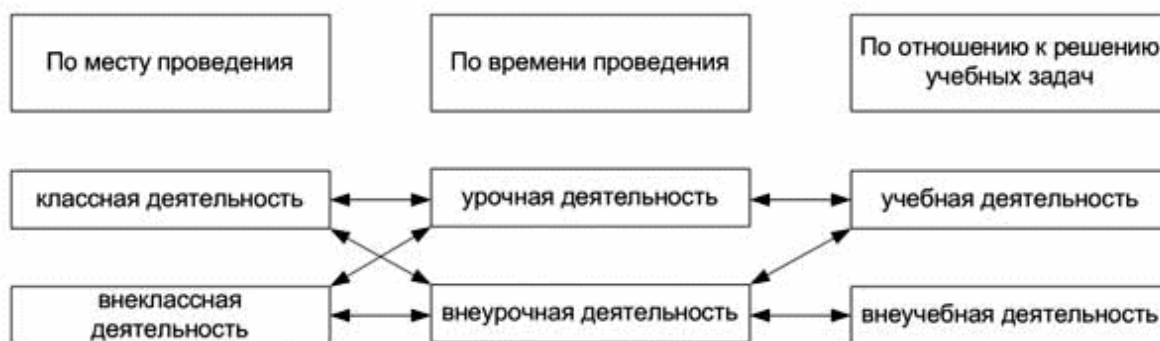 По месту проведения
По времени проведения
По отношению к решению
учебных задач
классная деятельность
урочная деятельность
учебная деятельность
внеклассная
деятельность
внеурочная деятельность
внеучебная деятельность